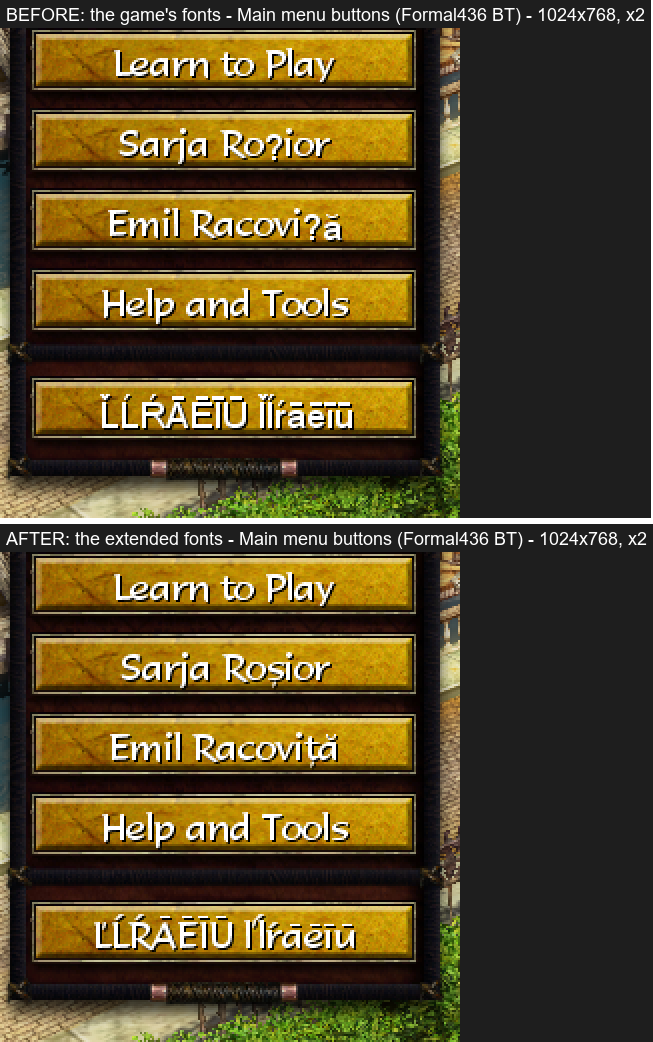 BEFORE: the game's fonts - Main menu buttons (Formal436 BT) - 1024x768, x2
Learn to Play
Sarja Ro?ior
Emil Racovi?ă
Help and Tools
ĽĹŔĀĒĪŪ ľĺŕāēīū
AFTER: the extended fonts - Main menu buttons (Formal436 BT) - 1024x768, x2
Learn to Play
Sarja Roșior
Emil Racoviță
Help and Tools
ĽĹŔĀĒĪŪ ľĺŕāēīū